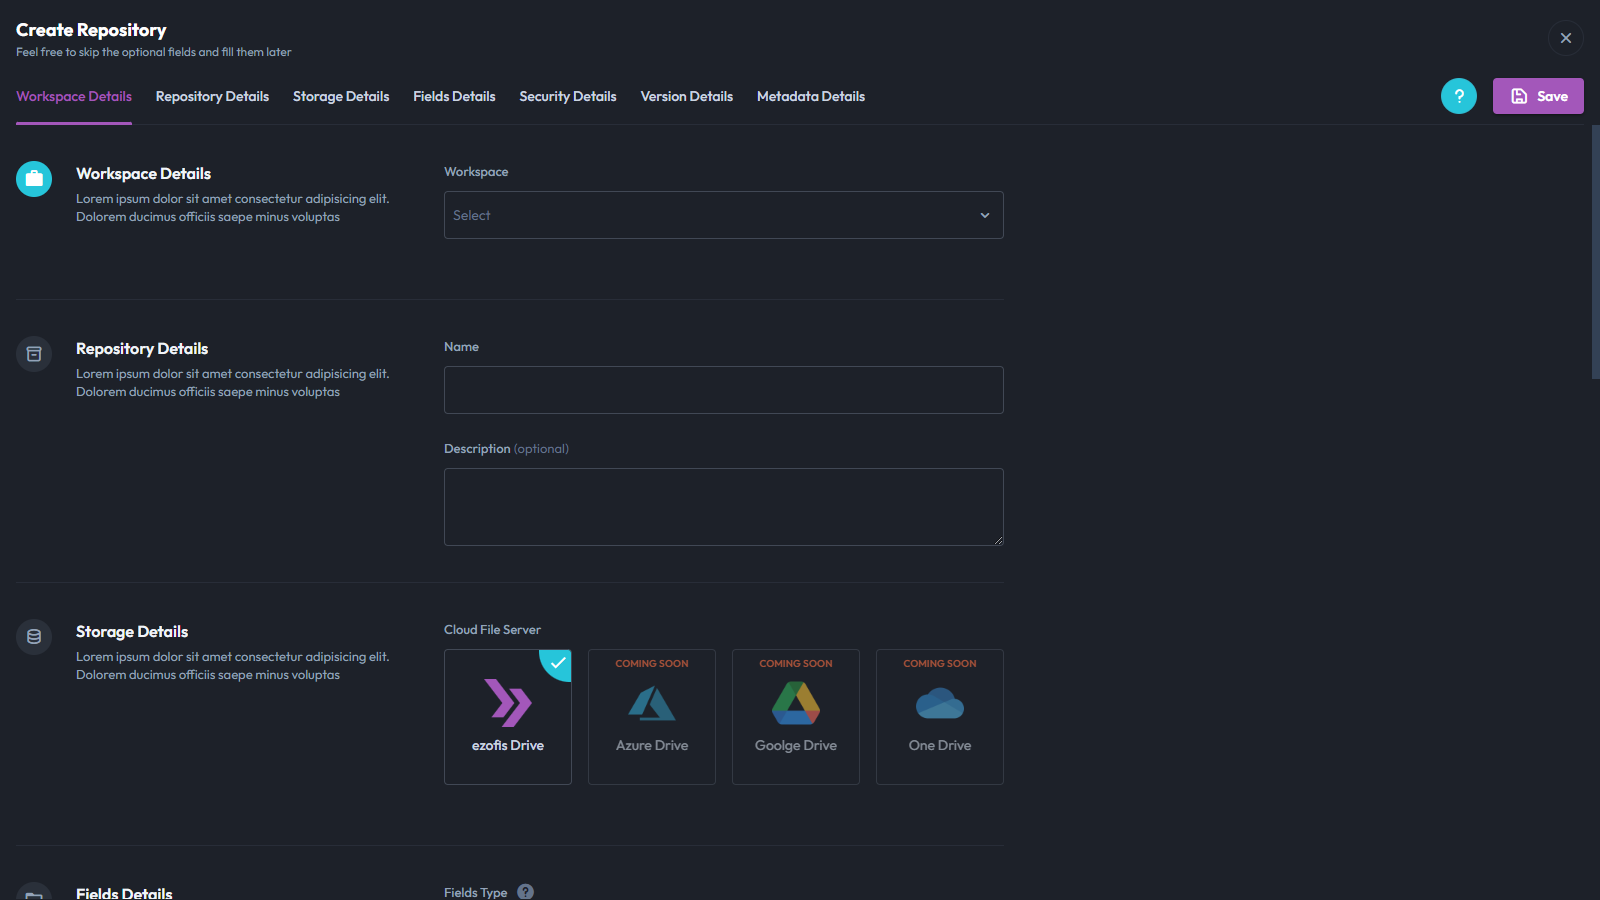 Create Repository
Feel free to skip the optional fields and fill them later
Workspace Details Repository Details Storage Details Fields Details Security Details Version Details Metadata Details
? Save
Workspace Details
Lorem ipsum dolor sit amet consectetur adipisicing elit.
Dolorem ducimus officiis saepe minus voluptas
Workspace
Select
Repository Details
Lorem ipsum dolor sit amet consectetur adipisicing elit.
Dolorem ducimus officiis saepe minus voluptas
Name
Description (optional)
Storage Details
Lorem ipsum dolor sit amet consectetur adipisicing elit.
Dolorem ducimus officiis saepe minus voluptas
Cloud File Server
ezofis Drive
COMING SOON
Azure Drive
COMING SOON
Goolge Drive
COMING SOON
One Drive
Fields Details
Fields Type ?